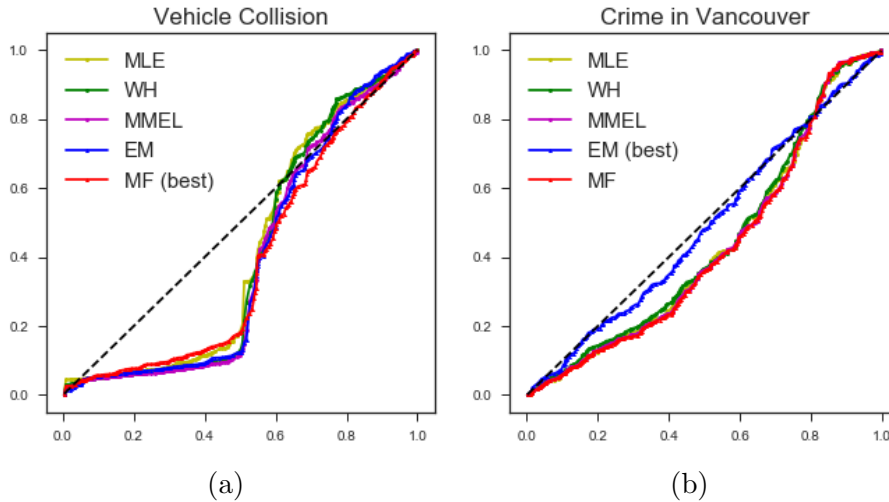 Vehicle Collision
1.0
0.8
0.6
0.4
0.2
0.0
MLE
WH
MMEL
EM
MF (best)
0.0 0.2 0.4 0.6 0.8 1.0
(a)
Crime in Vancouver
1.0
0.8
0.6
0.4
0.2
0.0
MLE
WH
MMEL
EM (best)
MF
0.0 0.2 0.4 0.6 0.8 1.0
(b)